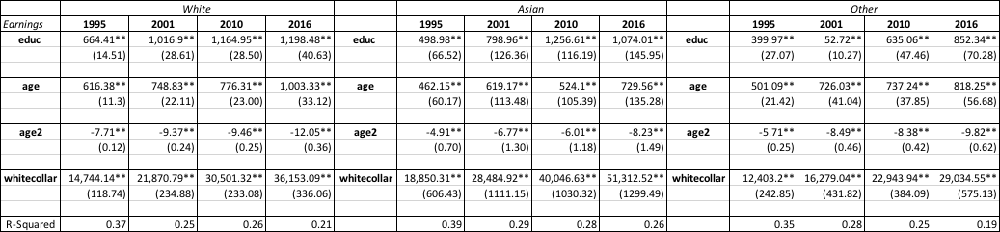 White Asian Other
Earnings 1995 2001 2010 2016 1995 2001 2010 2016 1995 2001 2010 2016
educ 664.41** 1,016.9** 1,164.95** 1,198.48** educ 498.98** 798.96** 1,256.61** 1,074.01** educ 399.97** 52.72** 635.06** 852.34**
(14.51) (28.61) (28.50) (40.63) (66.52) (126.36) (116.19) (145.95) (27.07) (10.27) (47.46) (70.28)
age 616.38** 748.83** 776.31** 1,003.33** age 462.15** 619.17** 524.1** 729.56** age 501.09** 726.03** 737.24** 818.25**
(11.3) (22.11) (23.00) (33.12) (60.17) (113.48) (105.39) (135.28) (21.42) (41.04) (37.85) (56.68)
age2 -7.71** -9.37** -9.46** -12.05** age2 -4.91** -6.77** -6.01** -8.23** age2 -5.71** -8.49** -8.38** -9.82**
(0.12) (0.24) (0.25) (0.36) (0.70) (1.30) (1.18) (1.49) (0.25) (0.46) (0.42) (0.62)
whitecollar 14,744.14** 21,870.79** 30,501.32** 36,153.09** whitecollar 18,850.31** 28,484.92** 40,046.63** 51,312.52** whitecollar 12,403.2** 16,279.04** 22,943.94** 29,034.55**
(118.74) (234.88) (233.08) (336.06) (606.43) (1111.15) (1030.32) (1299.49) (242.85) (431.82) (384.09) (575.13)
R-Squared 0.37 0.25 0.26 0.21 0.39 0.29 0.28 0.26 0.35 0.28 0.25 0.19